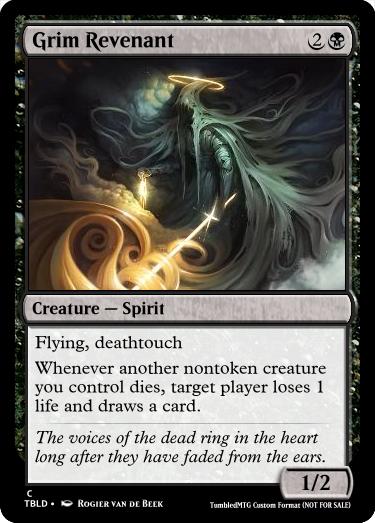 Grim Revenant 2
Creature — Spirit
Flying, deathtouch
Whenever another nontoken creature
you control dies, target player loses 1
life and draws a card.
The voices of the dead ring in the heart
long after they have faded from the ears.
1/2
C
TBLD • Rogier van de Beek
TumbledMTG Custom Format (NOT FOR SALE)